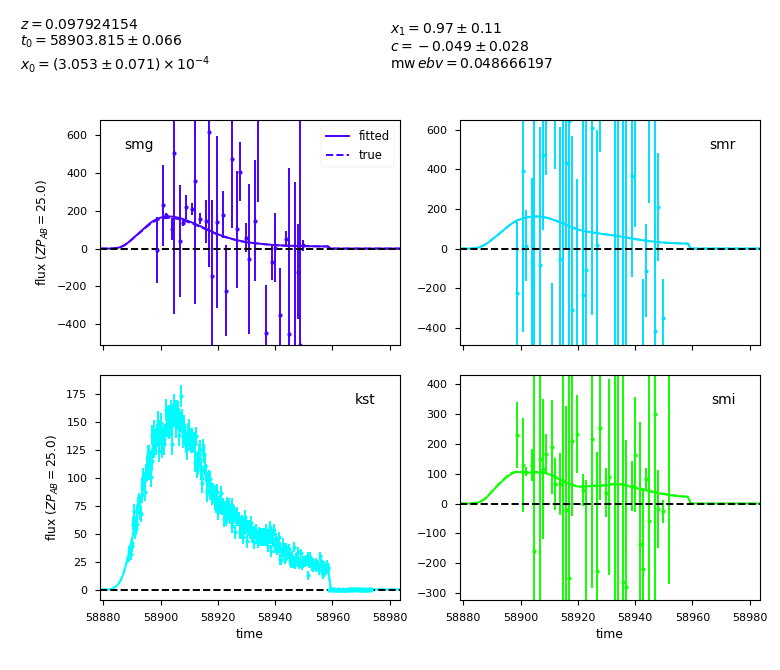 z = 0.097924154
t₀ = 58903.815 ± 0.066
x₀ = (3.053 ± 0.071) × 10⁻⁴
x₁ = 0.97 ± 0.11
c = −0.049 ± 0.028
mw ebv = 0.048666197
smg
fitted
true
600
400
200
0
−200
−400
flux (ZP_AB = 25.0)
smr
600
400
200
0
−200
−400
kst
175
150
125
100
75
50
25
0
flux (ZP_AB = 25.0)
58880 58900 58920 58940 58960 58980
time
smi
400
300
200
100
0
−100
−200
−300
58880 58900 58920 58940 58960 58980
time